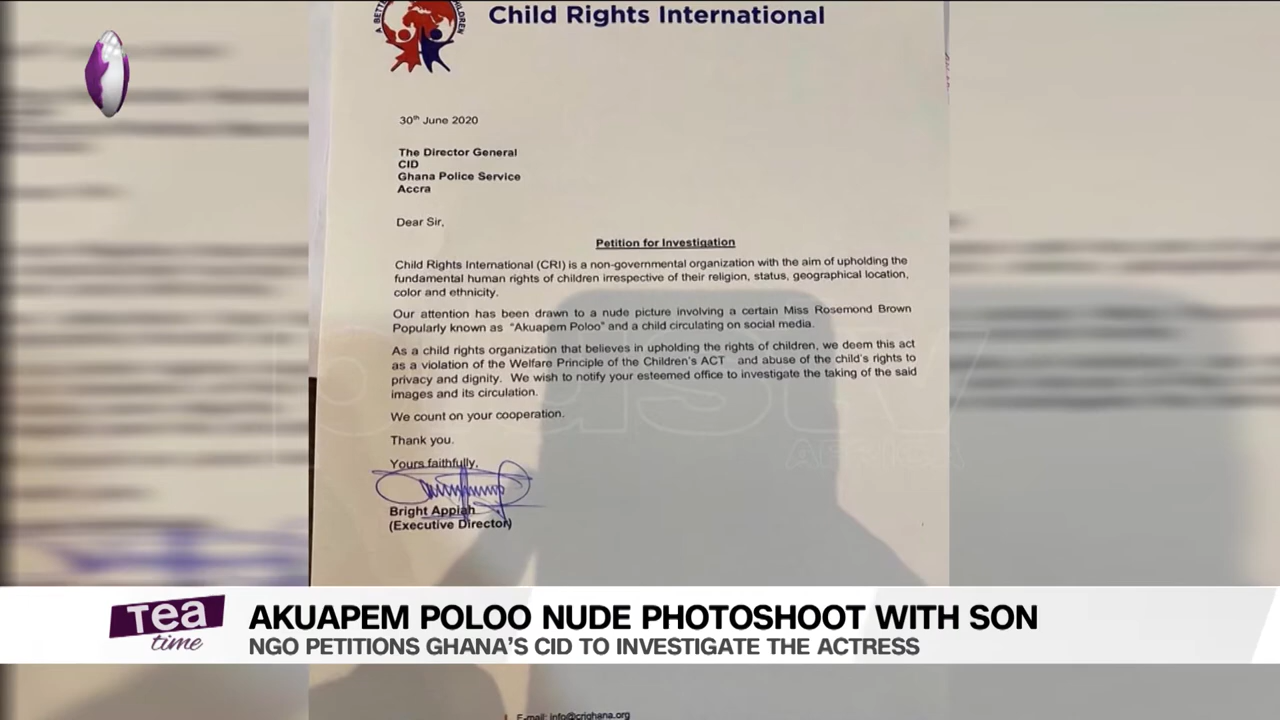 A BETTE
CHILDREN
Child Rights International
30th June 2020
The Director General
CID
Ghana Police Service
Accra
Dear Sir,
Petition for Investigation
Child Rights International (CRI) is a non-governmental organization with the aim of upholding the
fundamental human rights of children irrespective of their religion, status, geographical location,
color and ethnicity.
Our attention has been drawn to a nude picture involving a certain Miss Rosemond Brown
Popularly known as "Akuapem Poloo" and a child circulating on social media.
As a child rights organization that believes in upholding the rights of children, we deem this act
as a violation of the Welfare Principle of the Children's ACT and abuse of the child's rights to
privacy and dignity. We wish to notify your esteemed office to investigate the taking of the said
images and its circulation.
We count on your cooperation.
Thank you.
Yours faithfully,
Bright Appiah
(Executive Director)
plustv
AFRICA
Tea
time
AKUAPEM POLOO NUDE PHOTOSHOOT WITH SON
NGO PETITIONS GHANA'S CID TO INVESTIGATE THE ACTRESS
E-mail: info@crighana.org